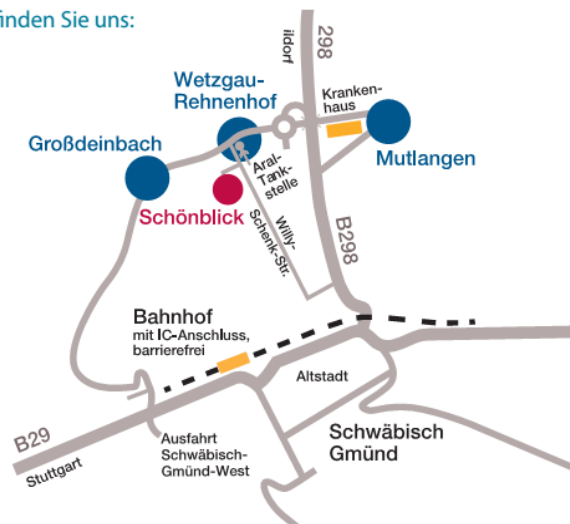 finden Sie uns:
298
ildorf
Wetzgau-
Rehnenhof
Kranken-
haus
Großdeinbach
Mutlangen
Aral-
Tank-
stelle
Schönblick
Willy-
Schenk-Str.
B298
Bahnhof
mit IC-Anschluss,
barrierefrei
Altstadt
Schwäbisch
Gmünd
B29
Stuttgart
Ausfahrt
Schwäbisch-
Gmünd-West